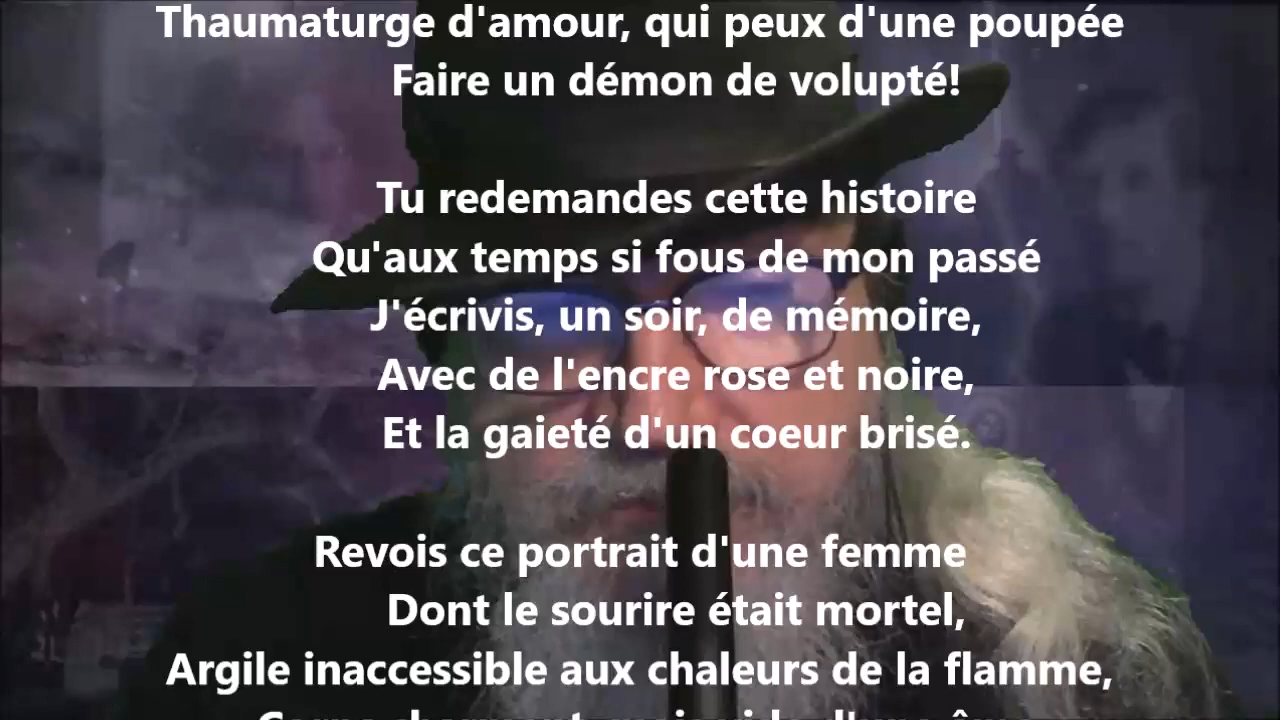 Thaumaturge d'amour, qui peux d'une poupée
Faire un démon de volupté!
Tu redemandes cette histoire
Qu'aux temps si fous de mon passé
J'écrivis, un soir, de mémoire,
Avec de l'encre rose et noire,
Et la gaieté d'un coeur brisé.
Revois ce portrait d'une femme
Dont le sourire était mortel,
Argile inaccessible aux chaleurs de la flamme,